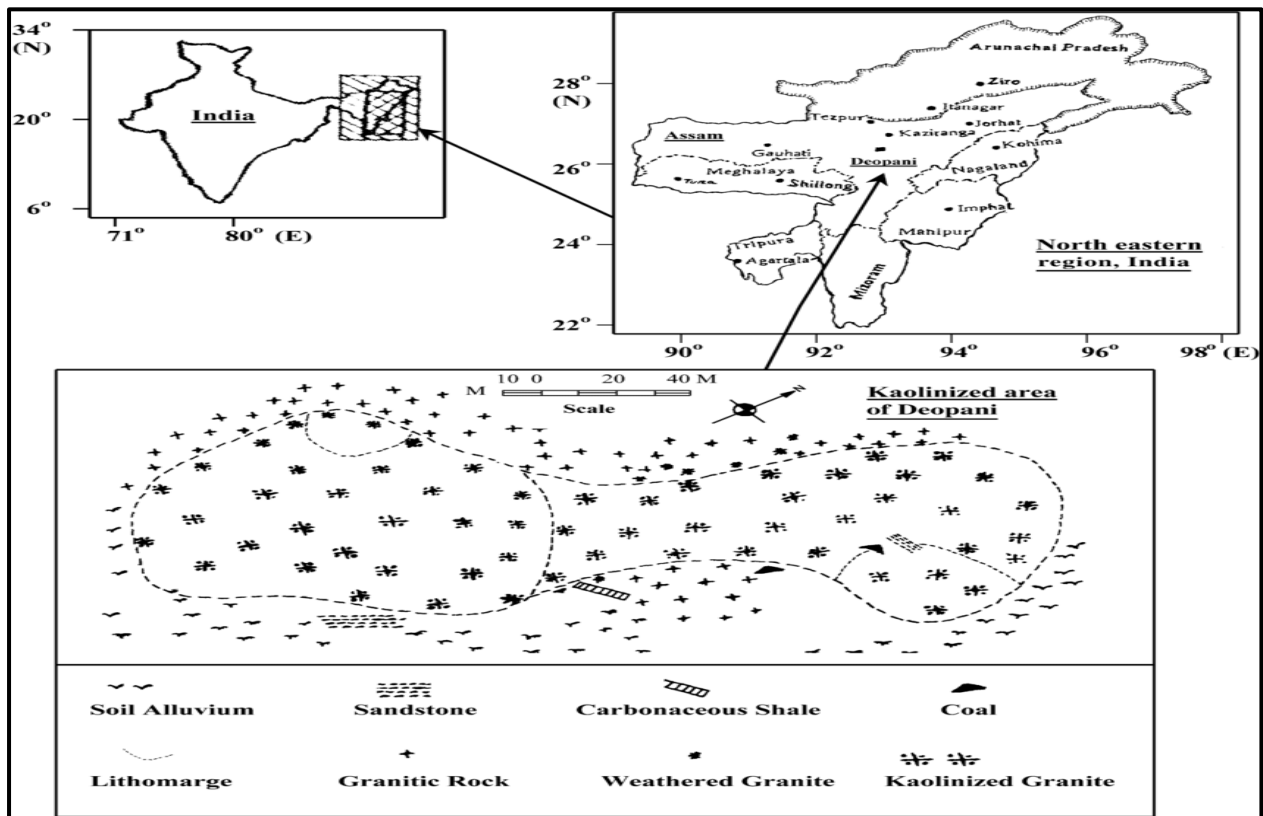 34°
(N)
India
20°
6°
71° 80° (E)
Arunachal Pradesh
28°
(N)
Ziro
Itanagar
Tezpur
Jorhat
Kaziranga
Assam
Kohima
Gauhati
Deopani
26°
Nagaland
Meghalaya
Tura
Shillong
Imphal
Manipur
24°
Tripura
Agartala
Mizoram
North eastern
region, India
22°
90° 92° 94° 96° 98° (E)
M 10 0 20 40 M
Scale
N
Kaolinized area
of Deopani
Soil Alluvium Sandstone Carbonaceous Shale Coal
Lithomarge Granitic Rock Weathered Granite Kaolinized Granite